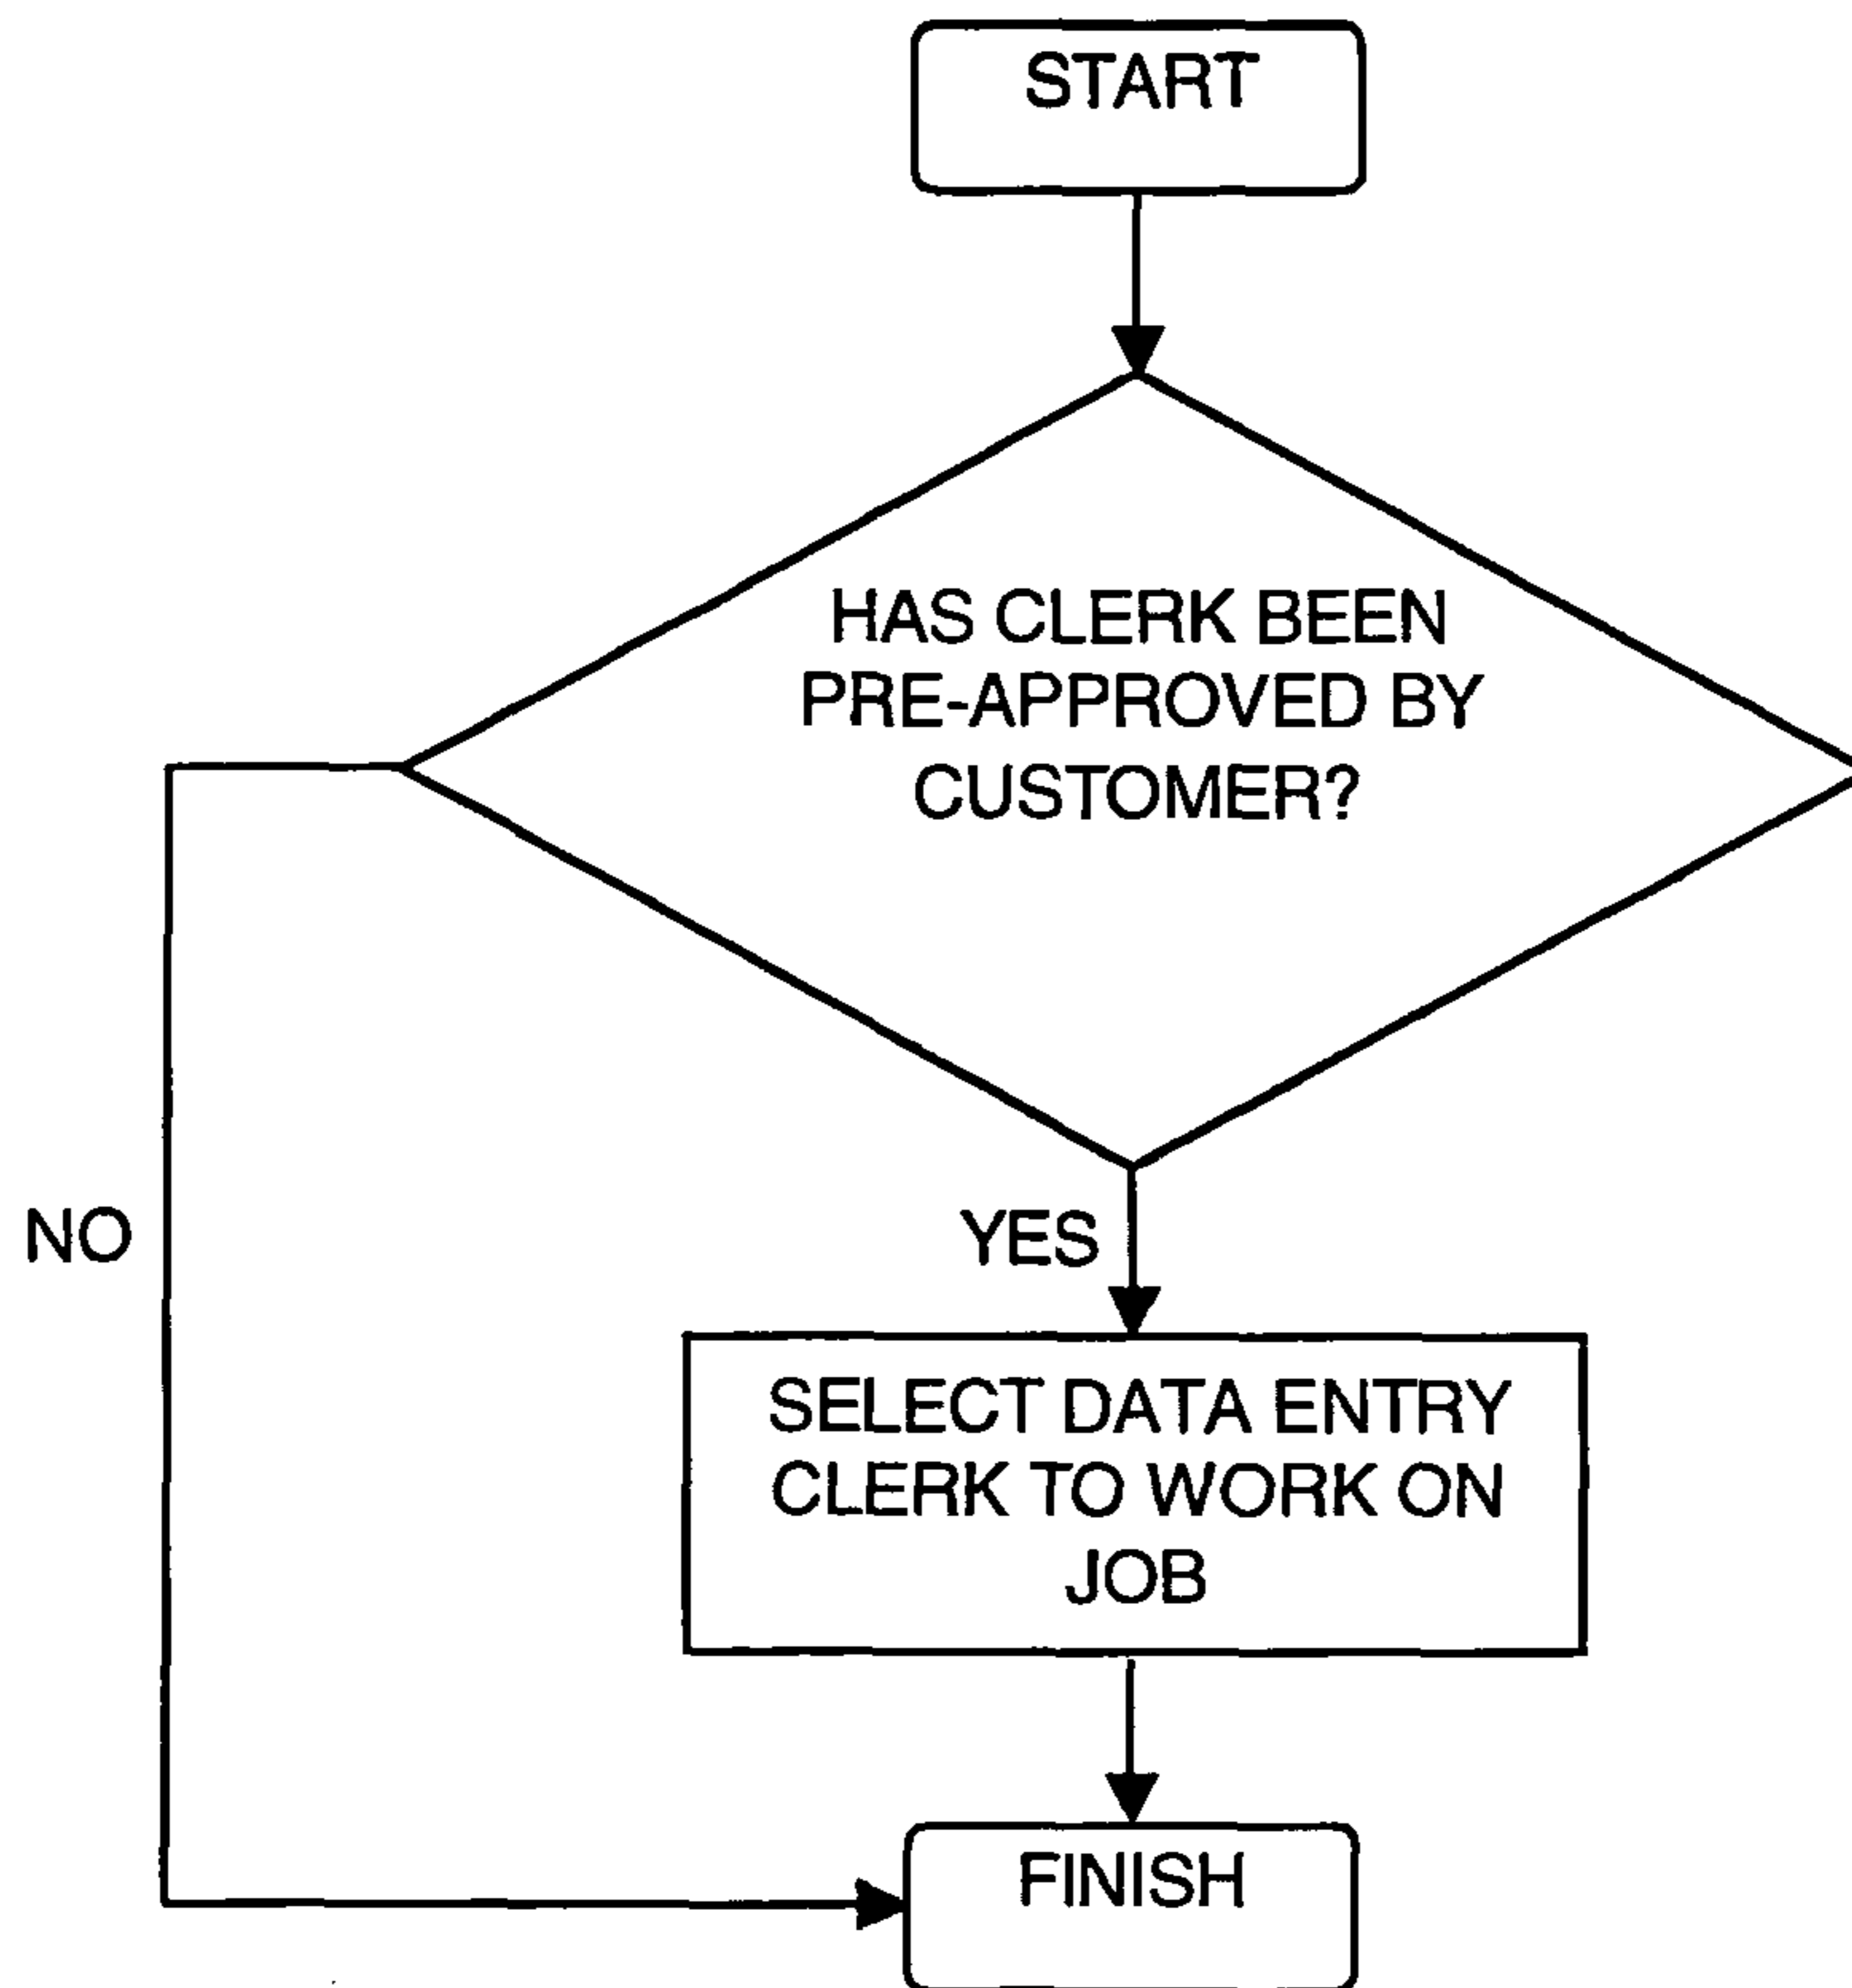 START
HAS CLERK BEEN
PRE-APPROVED BY
CUSTOMER?
NO
YES
SELECT DATA ENTRY
CLERK TO WORK ON
JOB
FINISH